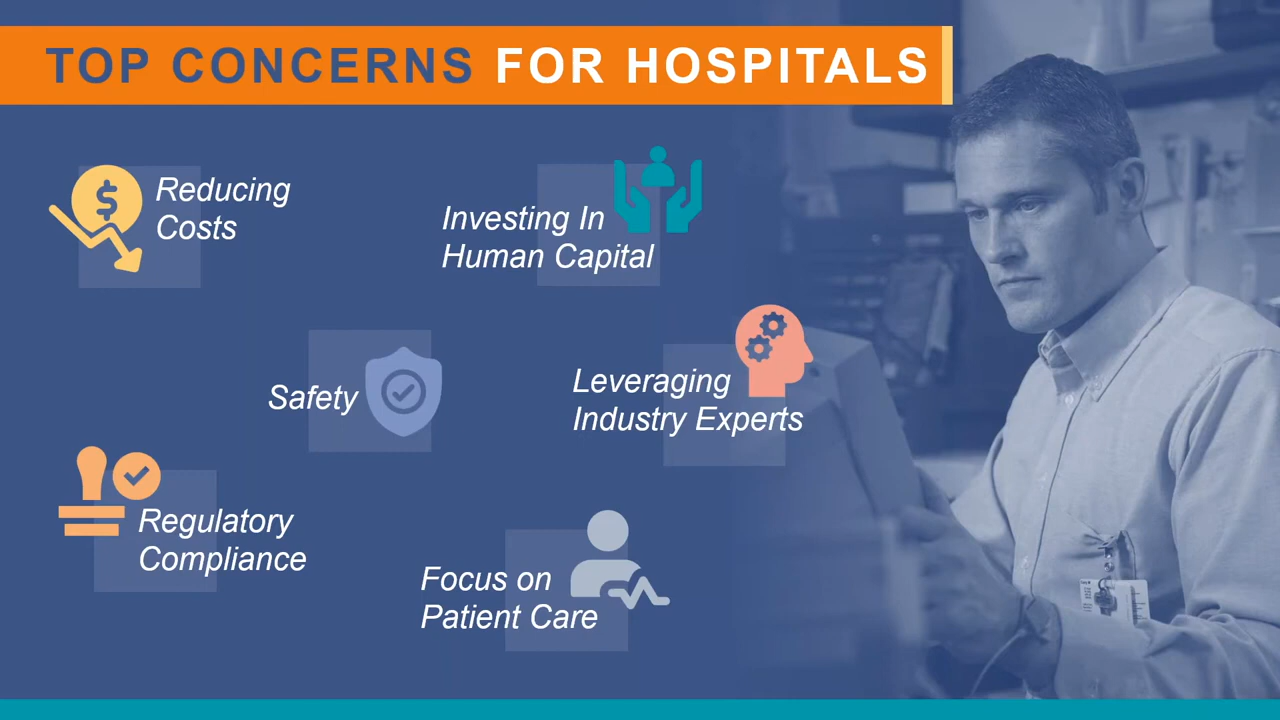 TOP CONCERNS FOR HOSPITALS
Reducing
Costs
Investing In
Human Capital
Safety
Leveraging
Industry Experts
Regulatory
Compliance
Focus on
Patient Care